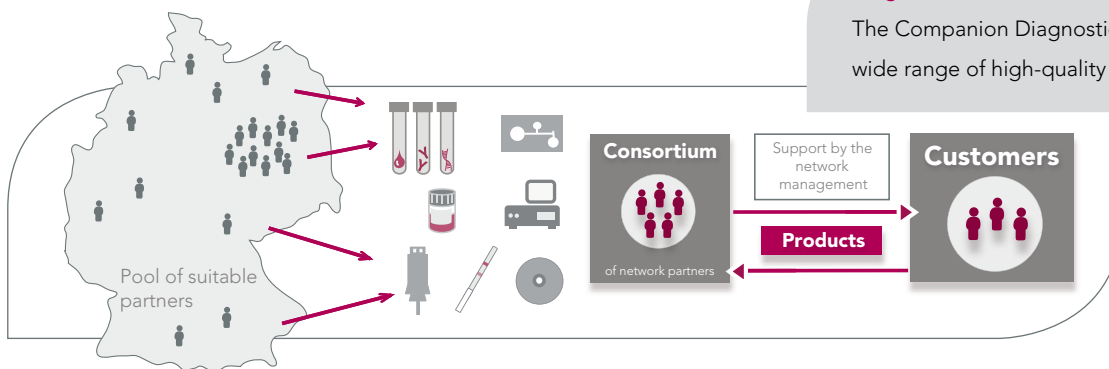 The Companion Diagnostic
wide range of high-quality
Consortium
of network partners
Support by the
network
management
Products
Customers
Pool of suitable
partners